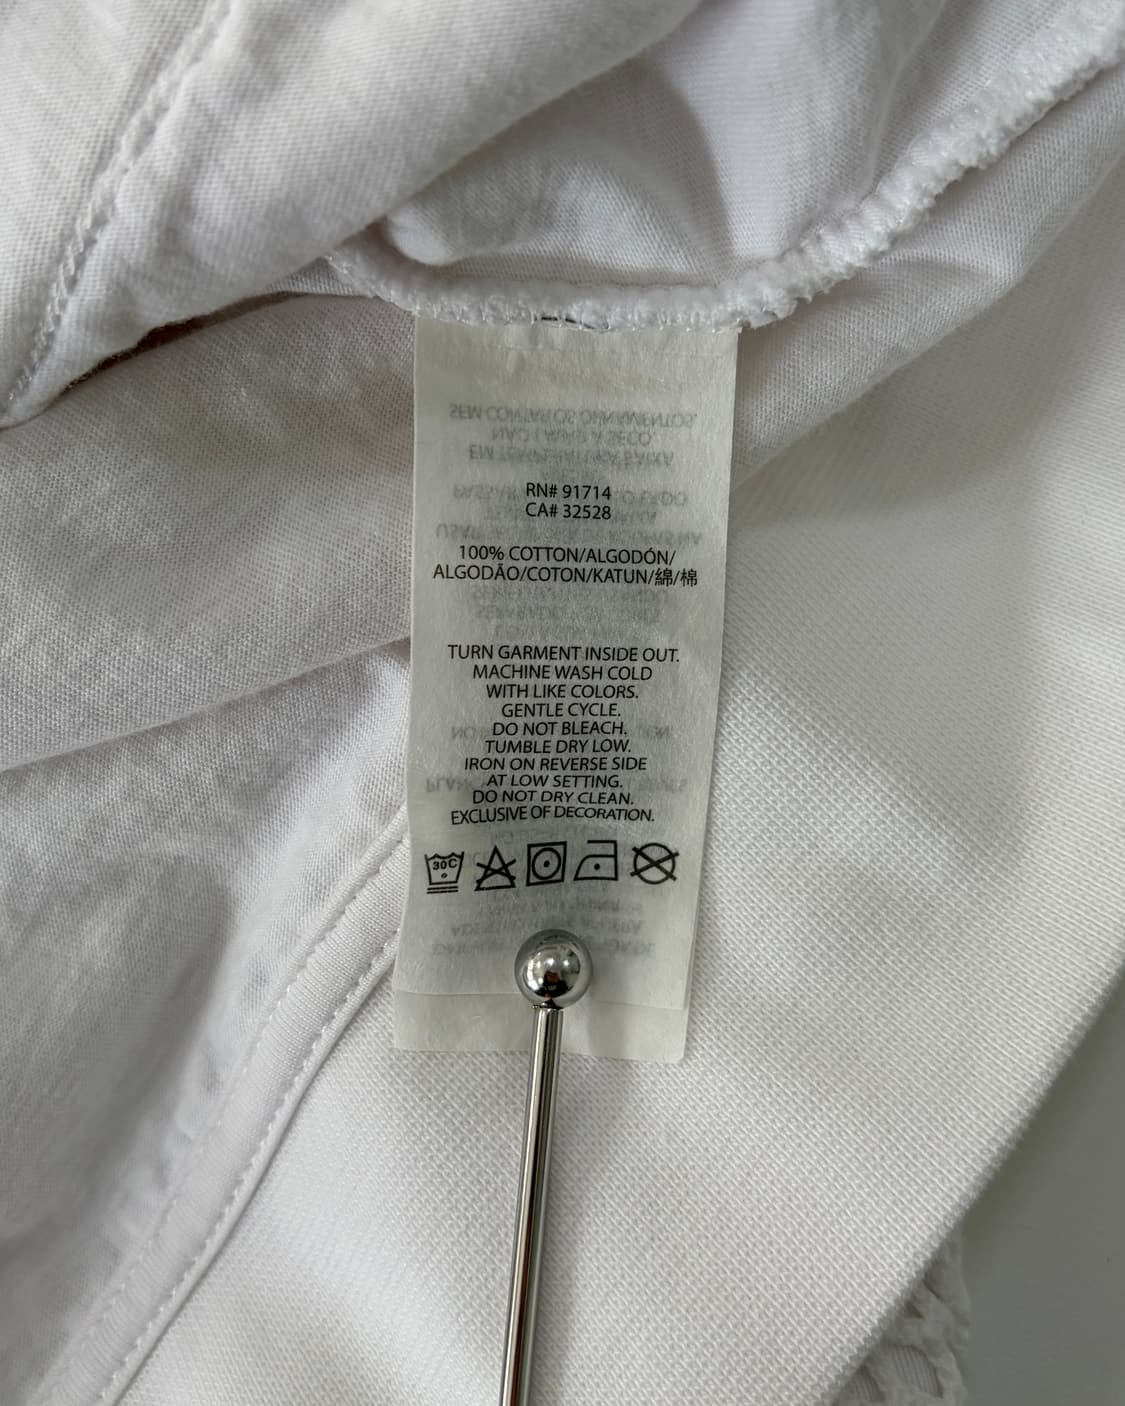 RN# 91714
CA# 32528
100% COTTON/ALGODÓN/
ALGODÃO/COTON/KATUN/綿/棉
TURN GARMENT INSIDE OUT.
MACHINE WASH COLD
WITH LIKE COLORS.
GENTLE CYCLE.
DO NOT BLEACH.
TUMBLE DRY LOW.
IRON ON REVERSE SIDE
AT LOW SETTING.
DO NOT DRY CLEAN.
EXCLUSIVE OF DECORATION.
30C